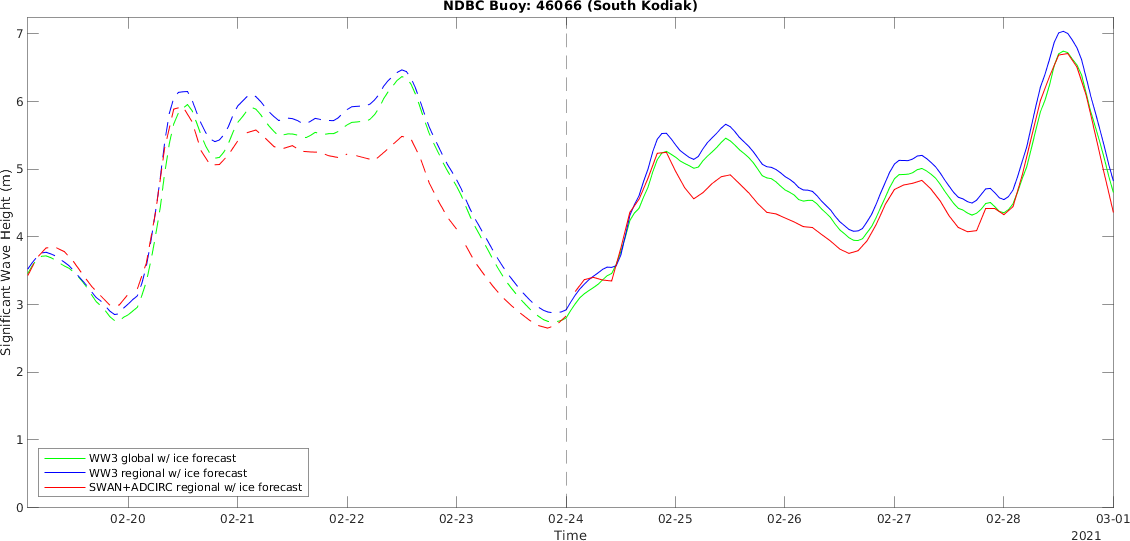 NDBC Buoy: 46066 (South Kodiak)
7
6
5
4
3
2
1
0
Significant Wave Height (m)
WW3 global w/ ice forecast
WW3 regional w/ ice forecast
SWAN+ADCIRC regional w/ ice forecast
02-20 02-21 02-22 02-23 02-24 02-25 02-26 02-27 02-28 03-01
Time
2021